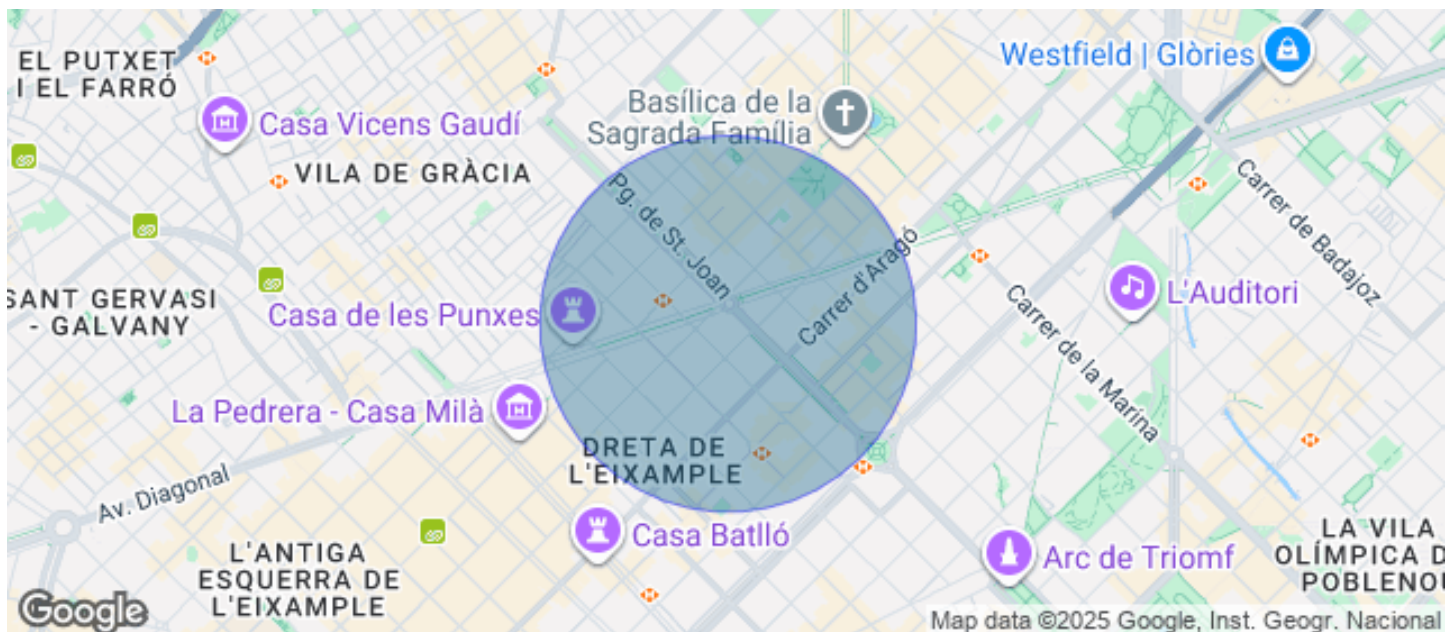 EL PUTXET
I EL FARRÓ
Casa Vicens Gaudí
VILA DE GRÀCIA
Basílica de la
Sagrada Família
Westfield | Glòries
Pg. de St. Joan
Carrer d'Aragó
Carrer de Badajoz
SANT GERVASI
- GALVANY
Casa de les Punxes
L'Auditori
Carrer de la Marina
La Pedrera - Casa Milà
DRETA DE
L'EIXAMPLE
Av. Diagonal
Casa Batlló
Arc de Triomf
L'ANTIGA
ESQUERRA DE
L'EIXAMPLE
LA VILA
OLÍMPICA D
POBLENOU
Google
Map data ©2025 Google, Inst. Geogr. Nacional